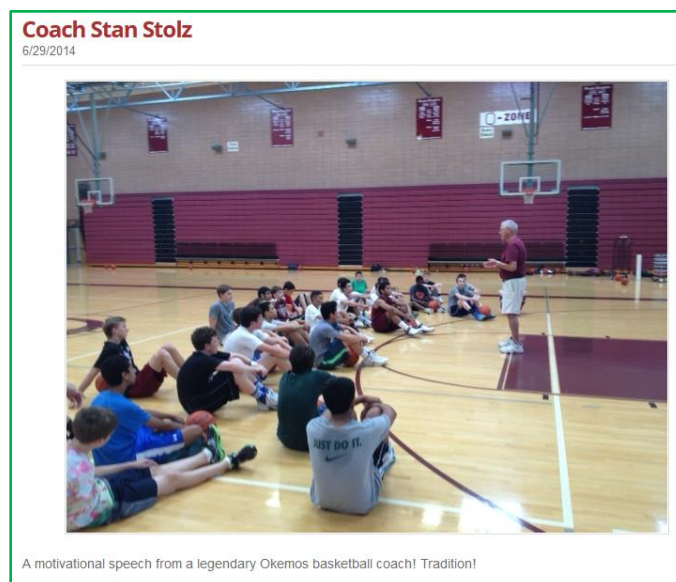 Coach Stan Stolz
6/29/2014
O-ZONE
JUST DO IT.
A motivational speech from a legendary Okemos basketball coach! Tradition!